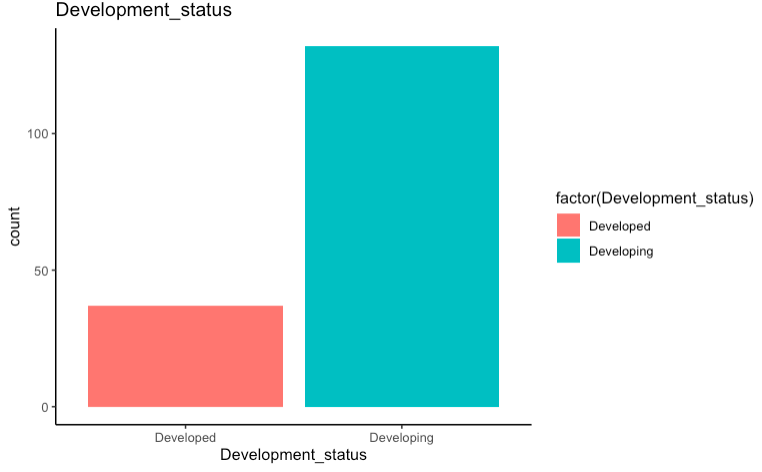 Development_status
100
50
0
count
Developed
Developing
Development_status
factor(Development_status)
Developed
Developing